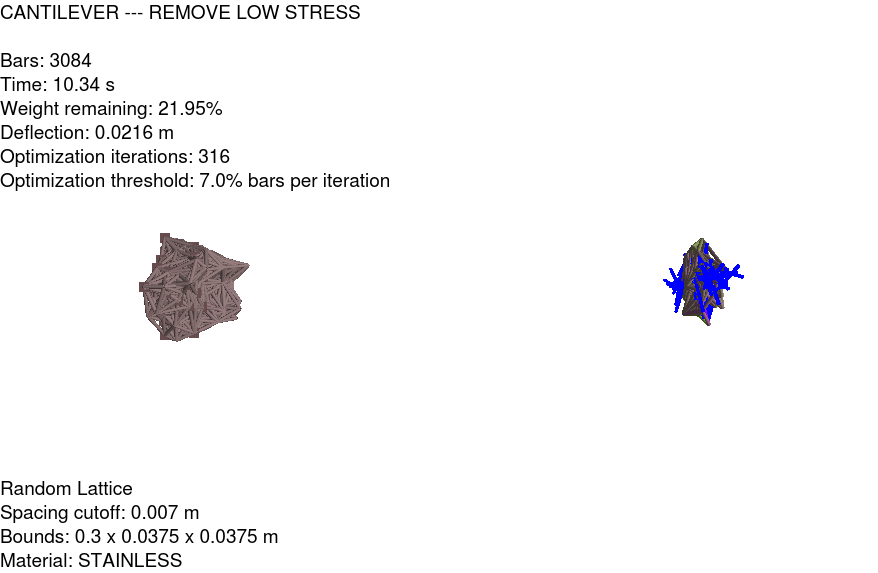 CANTILEVER --- REMOVE LOW STRESS
Bars: 3084
Time: 10.34 s
Weight remaining: 21.95%
Deflection: 0.0216 m
Optimization iterations: 316
Optimization threshold: 7.0% bars per iteration
Random Lattice
Spacing cutoff: 0.007 m
Bounds: 0.3 x 0.0375 x 0.0375 m
Material: STAINLESS